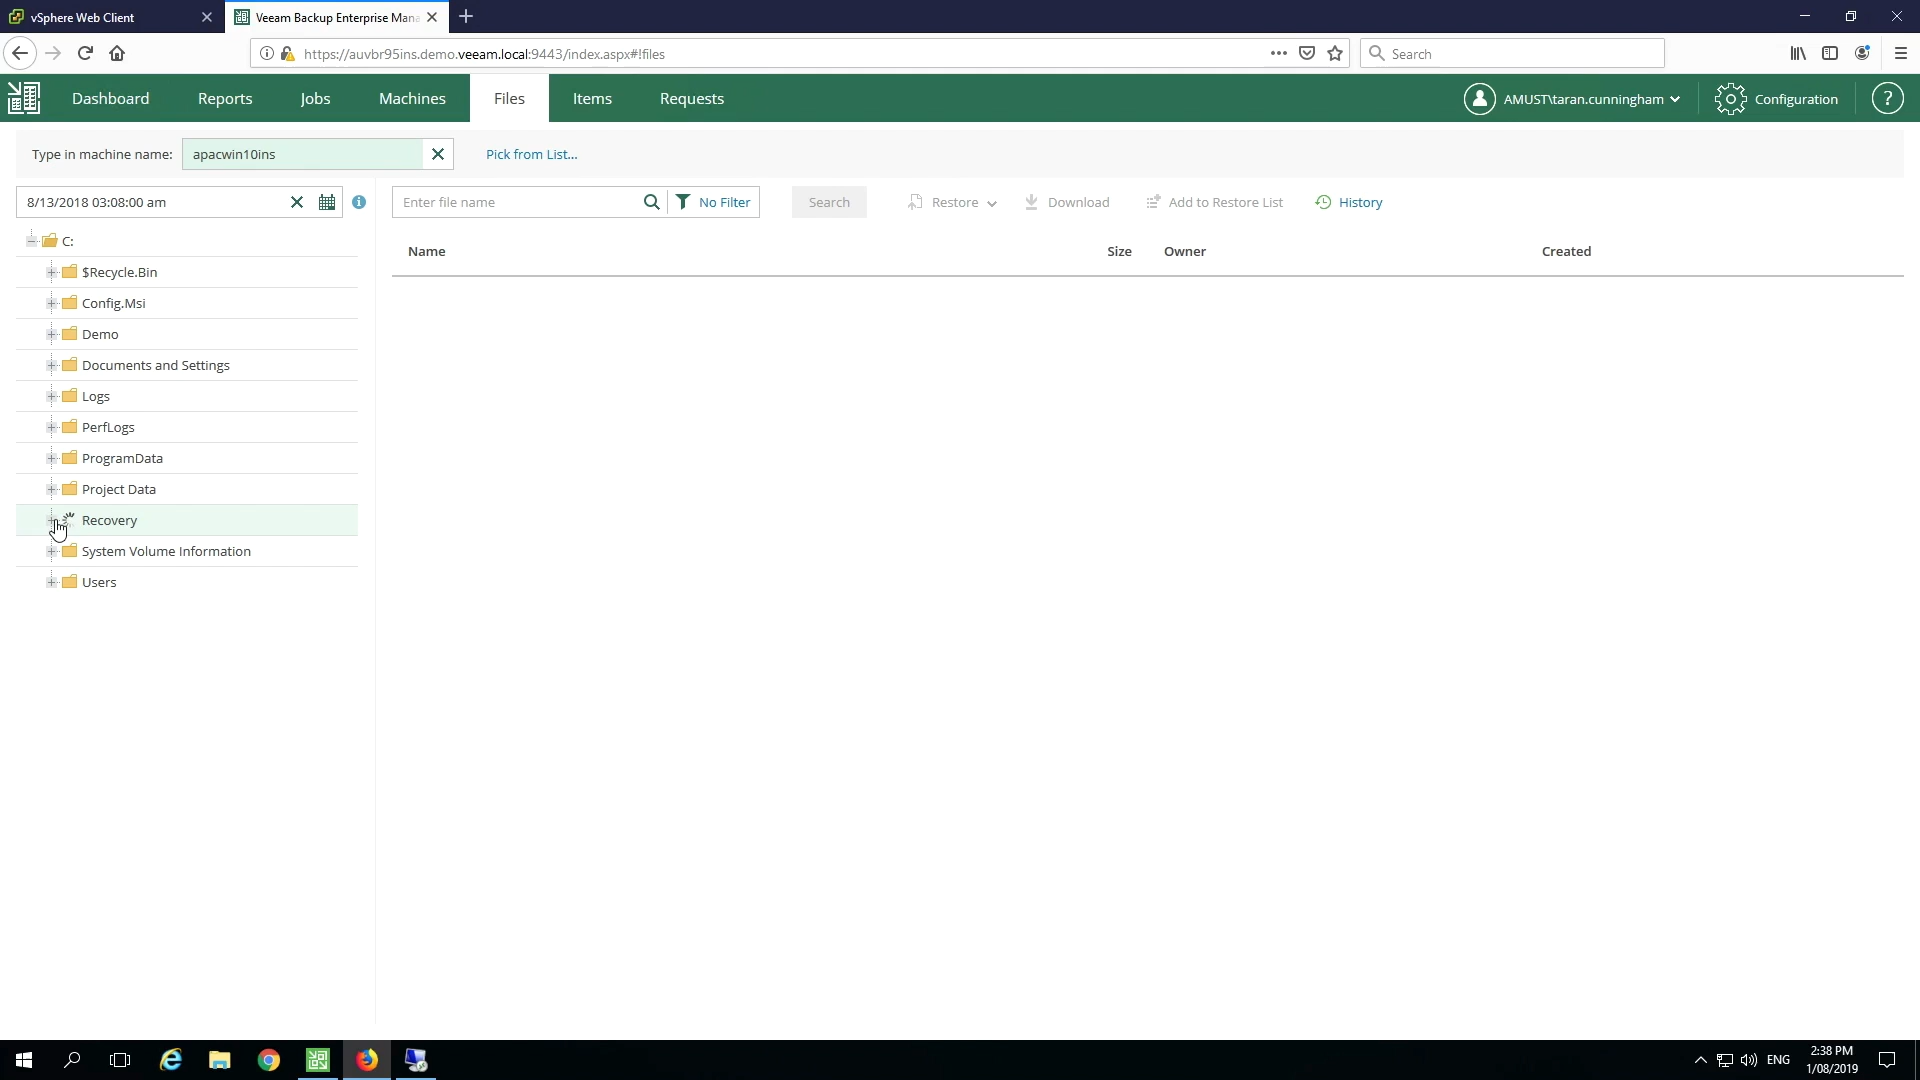 vSphere Web Client
Veeam Backup Enterprise Mana
https://auvbr95ins.demo.veeam.local:9443/index.aspx#!files
Search
Dashboard
Reports
Jobs
Machines
Files
Items
Requests
AMUST\taran.cunningham
Configuration
?
Type in machine name:
apacwin10ins
Pick from List...
8/13/2018 03:08:00 am
Enter file name
No Filter
Search
Restore
Download
Add to Restore List
History
Name
Size
Owner
Created
C:
$Recycle.Bin
Config.Msi
Demo
Documents and Settings
Logs
PerfLogs
ProgramData
Project Data
Recovery
System Volume Information
Users
ENG
2:38 PM
1/08/2019